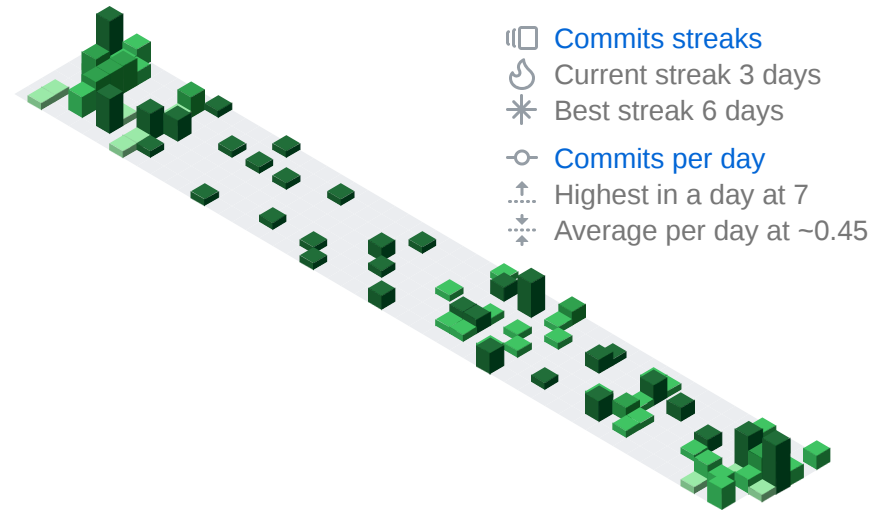 Commits streaks
Current streak 3 days
Best streak 6 days
Commits per day
Highest in a day at 7
Average per day at ~0.45